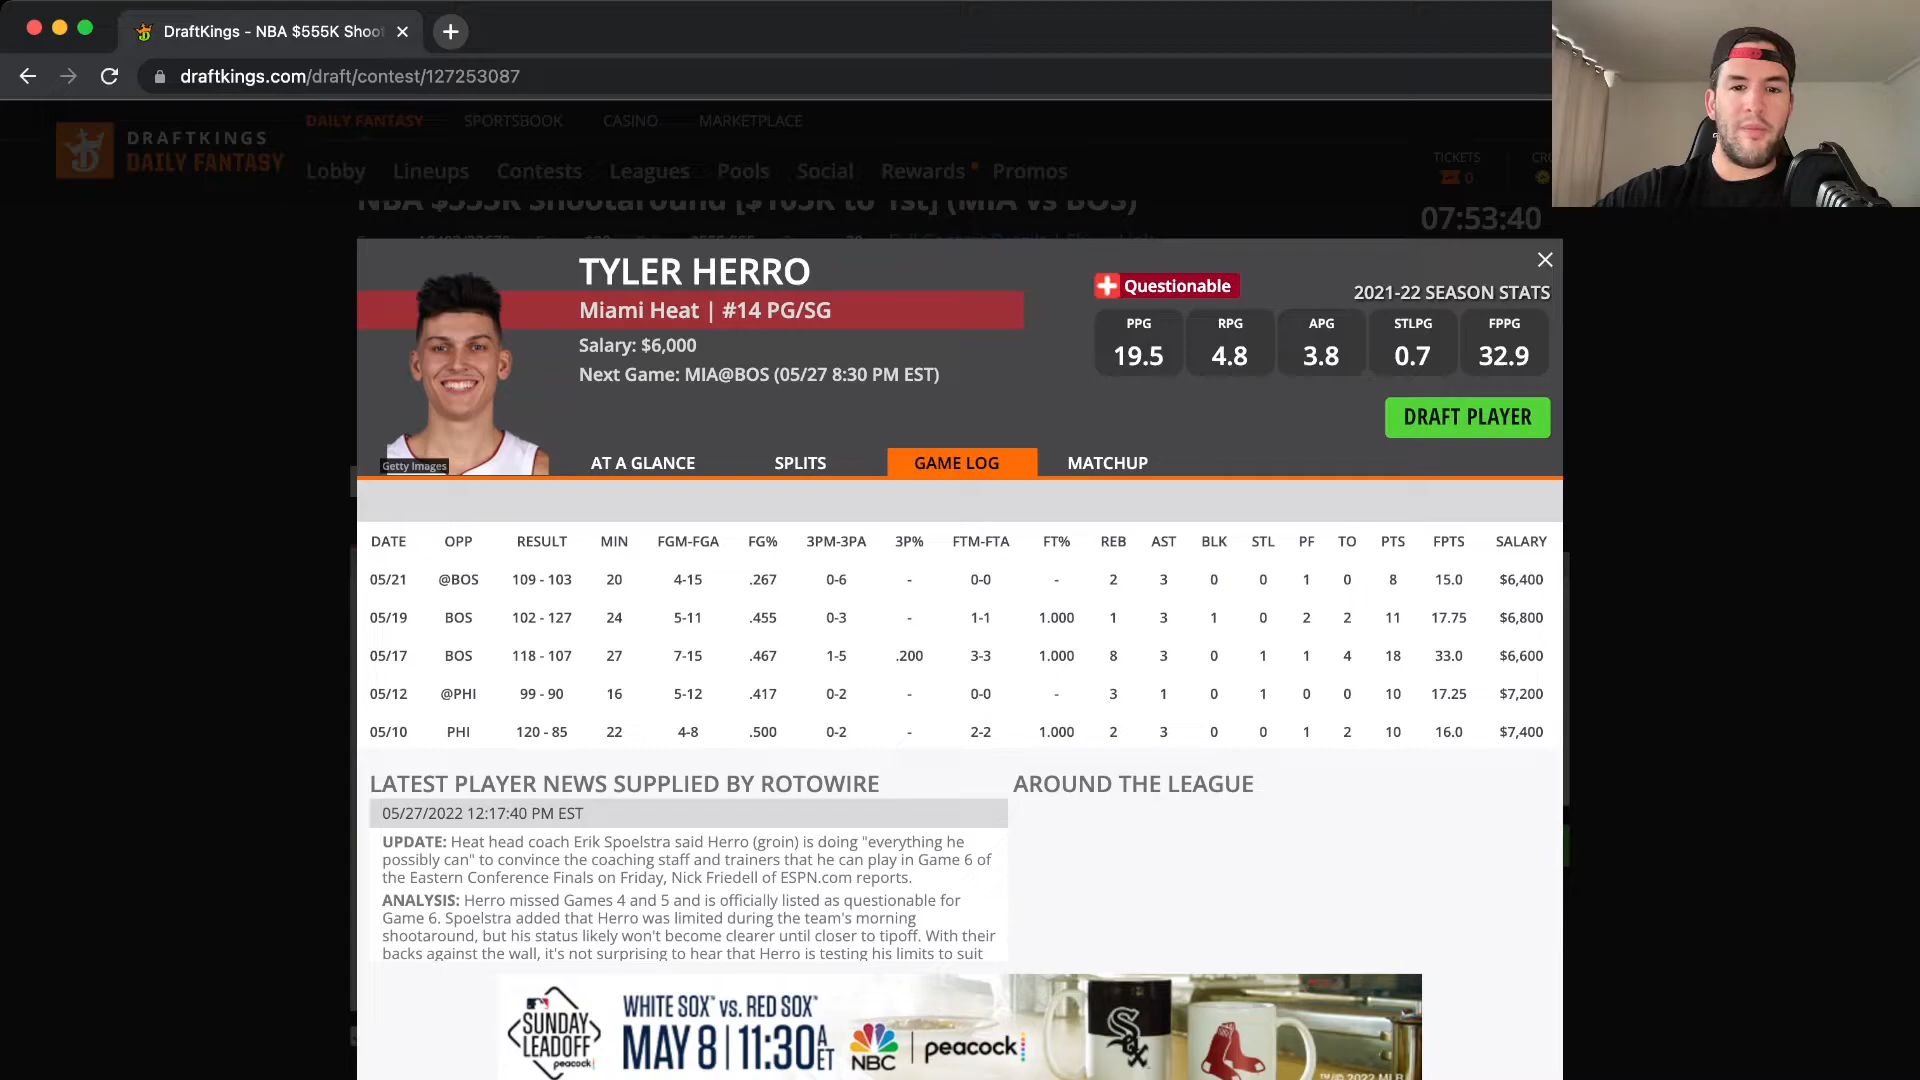 DraftKings - NBA $555K Shoot
draftkings.com/draft/contest/127253087
DRAFTKINGS
DAILY FANTASY
DAILY FANTASY SPORTSBOOK CASINO MARKETPLACE
Lobby Lineups Contests Leagues Pools Social Rewards Promos
TICKETS
0
NBA $555K Shootaround [$105K to 1st] (MIA vs BOS)
07:53:40
TYLER HERRO
Miami Heat | #14 PG/SG
Salary: $6,000
Next Game: MIA@BOS (05/27 8:30 PM EST)
Questionable
2021-22 SEASON STATS
PPG RPG APG STLPG FPPG
19.5 4.8 3.8 0.7 32.9
DRAFT PLAYER
Getty Images
AT A GLANCE SPLITS GAME LOG MATCHUP
DATE OPP RESULT MIN FGM-FGA FG% 3PM-3PA 3P% FTM-FTA FT% REB AST BLK STL PF TO PTS FPTS SALARY
05/21 @BOS 109 - 103 20 4-15 .267 0-6 - 0-0 - 2 3 0 0 1 0 8 15.0 $6,400
05/19 BOS 102 - 127 24 5-11 .455 0-3 - 1-1 1.000 1 3 1 0 2 2 11 17.75 $6,800
05/17 BOS 118 - 107 27 7-15 .467 1-5 .200 3-3 1.000 8 3 0 1 1 4 18 33.0 $6,600
05/12 @PHI 99 - 90 16 5-12 .417 0-2 - 0-0 - 3 1 0 1 0 0 10 17.25 $7,200
05/10 PHI 120 - 85 22 4-8 .500 0-2 - 2-2 1.000 2 3 0 0 1 2 10 16.0 $7,400
LATEST PLAYER NEWS SUPPLIED BY ROTOWIRE
AROUND THE LEAGUE
05/27/2022 12:17:40 PM EST
UPDATE: Heat head coach Erik Spoelstra said Herro (groin) is doing "everything he
possibly can" to convince the coaching staff and trainers that he can play in Game 6 of
the Eastern Conference Finals on Friday, Nick Friedell of ESPN.com reports.
ANALYSIS: Herro missed Games 4 and 5 and is officially listed as questionable for
Game 6. Spoelstra added that Herro was limited during the team's morning
shootaround, but his status likely won't become clearer until closer to tipoff. With their
backs against the wall, it's not surprising to hear that Herro is testing his limits to suit
SUNDAY
LEADOFF
peacock
WHITE SOX™ vs. RED SOX™
MAY 8 | 11:30 A ET
NBC
peacock